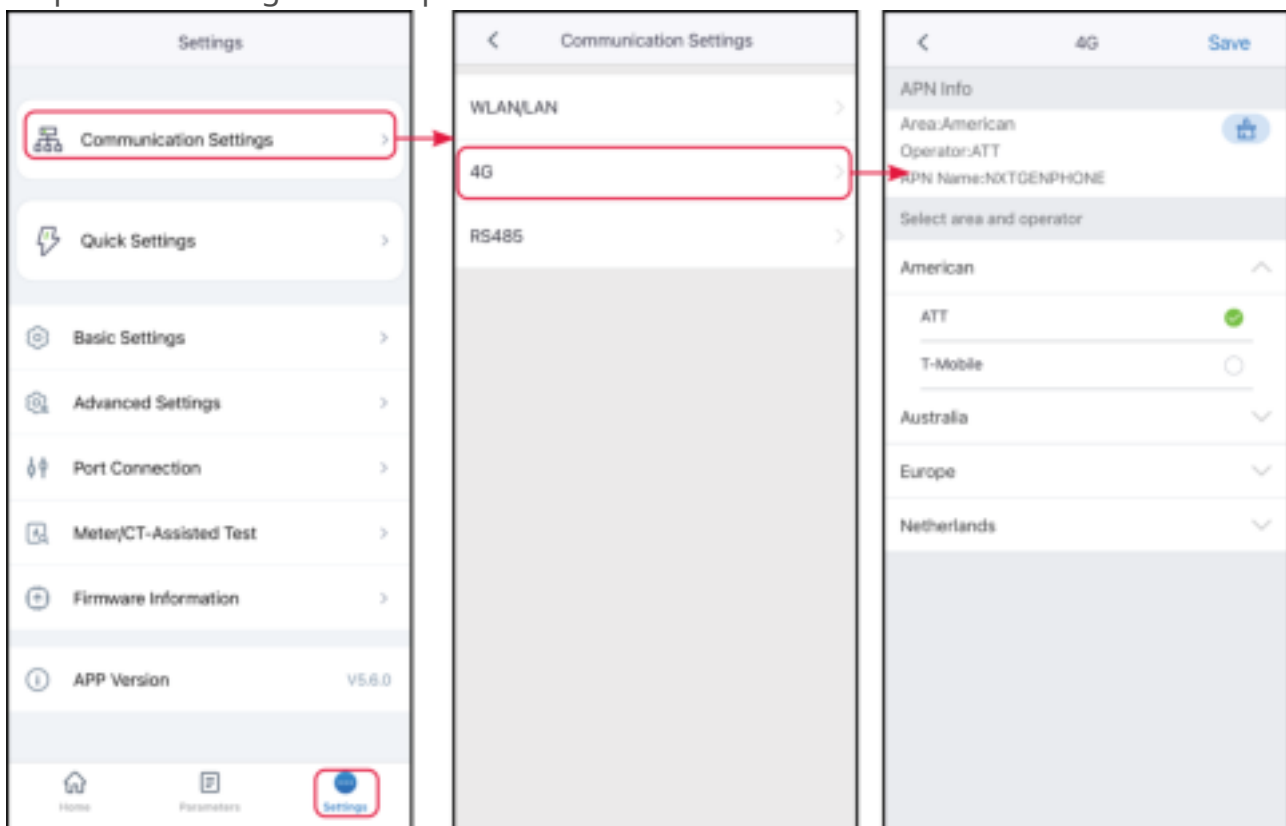 Settings
Communication Settings
Quick Settings
Basic Settings
Advanced Settings
Port Connection
Meter/CT-Assisted Test
Firmware Information
APP Version V5.6.0
Home Parameters Settings
Communication Settings
WLAN/LAN
4G
RS485
4G Save
APN Info
Area:American
Operator:ATT
Name:NXTGENPHONE
Select area and operator
American
ATT
T-Mobile
Australia
Europe
Netherlands